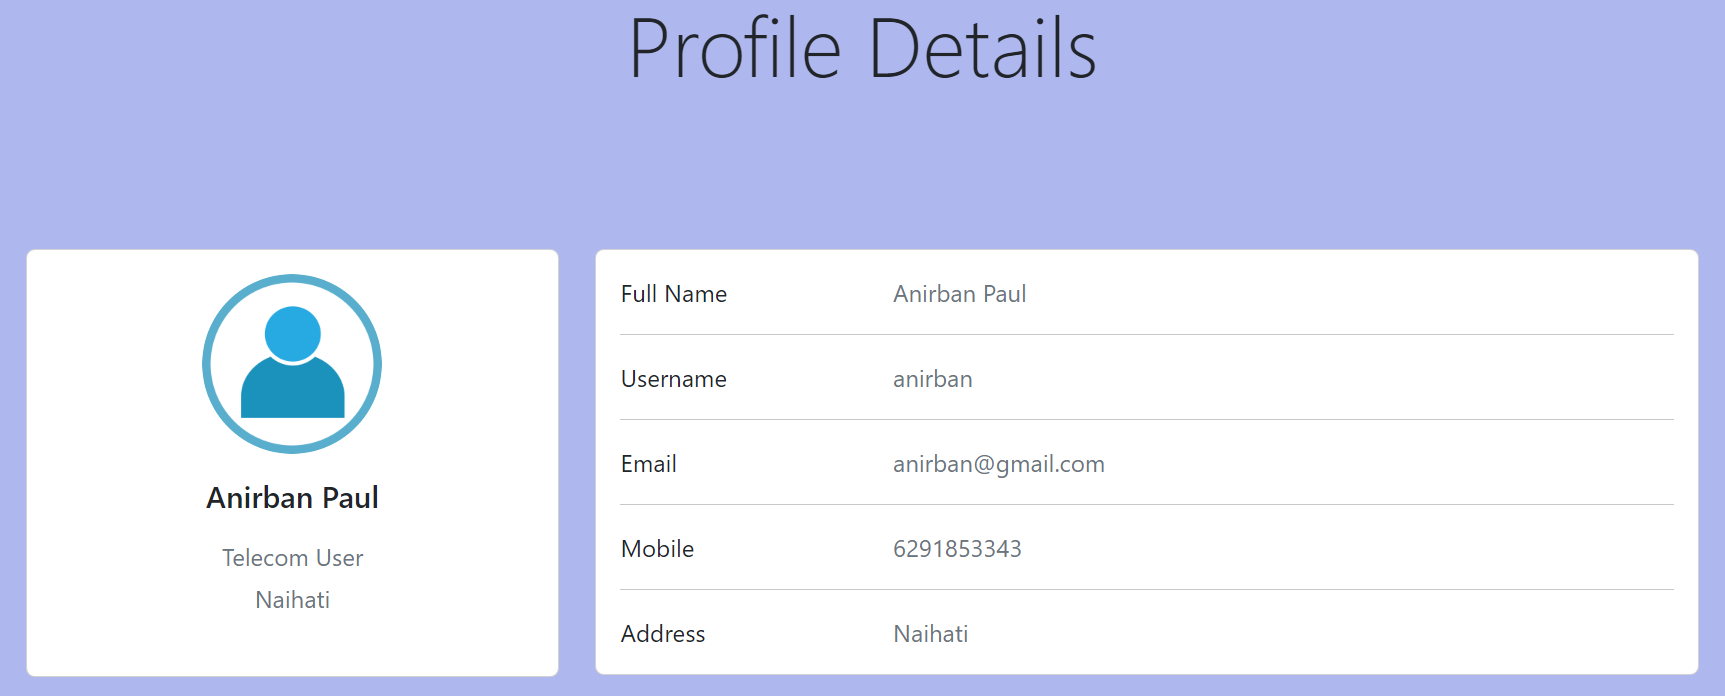 Profile Details
Anirban Paul
Telecom User
Naihati
Full Name Anirban Paul
Username anirban
Email anirban@gmail.com
Mobile 6291853343
Address Naihati